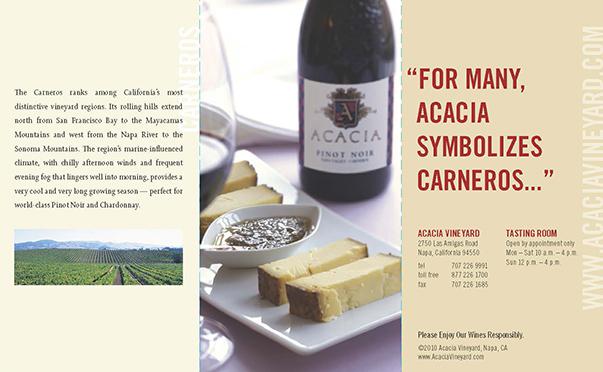 CARNEROS
The Carneros ranks among California's most
distinctive vineyard regions. Its rolling hills extend
north from San Francisco Bay to the Mayacamas
Mountains and west from the Napa River to the
Sonoma Mountains. The region's marine-influenced
climate, with chilly afternoon winds and frequent
evening fog that lingers well into morning, provides a
very cool and very long growing season — perfect for
world-class Pinot Noir and Chardonnay.
A
ACACIA
PINOT NOIR
"FOR MANY,
ACACIA
SYMBOLIZES
CARNEROS..."
ACACIA VINEYARD
2750 Las Amigas Road
Napa, California 94550
tel 707 226 9991
toll free 877 226 1700
fax 707 226 1685
TASTING ROOM
Open by appointment only
Mon – Sat 10 a.m. – 4 p.m.
Sun 12 p.m. – 4 p.m.
Please Enjoy Our Wines Responsibly.
©2010 Acacia Vineyard, Napa, CA
www.AcaciaVineyard.com
WWW.ACACIAVINEYARD.COM